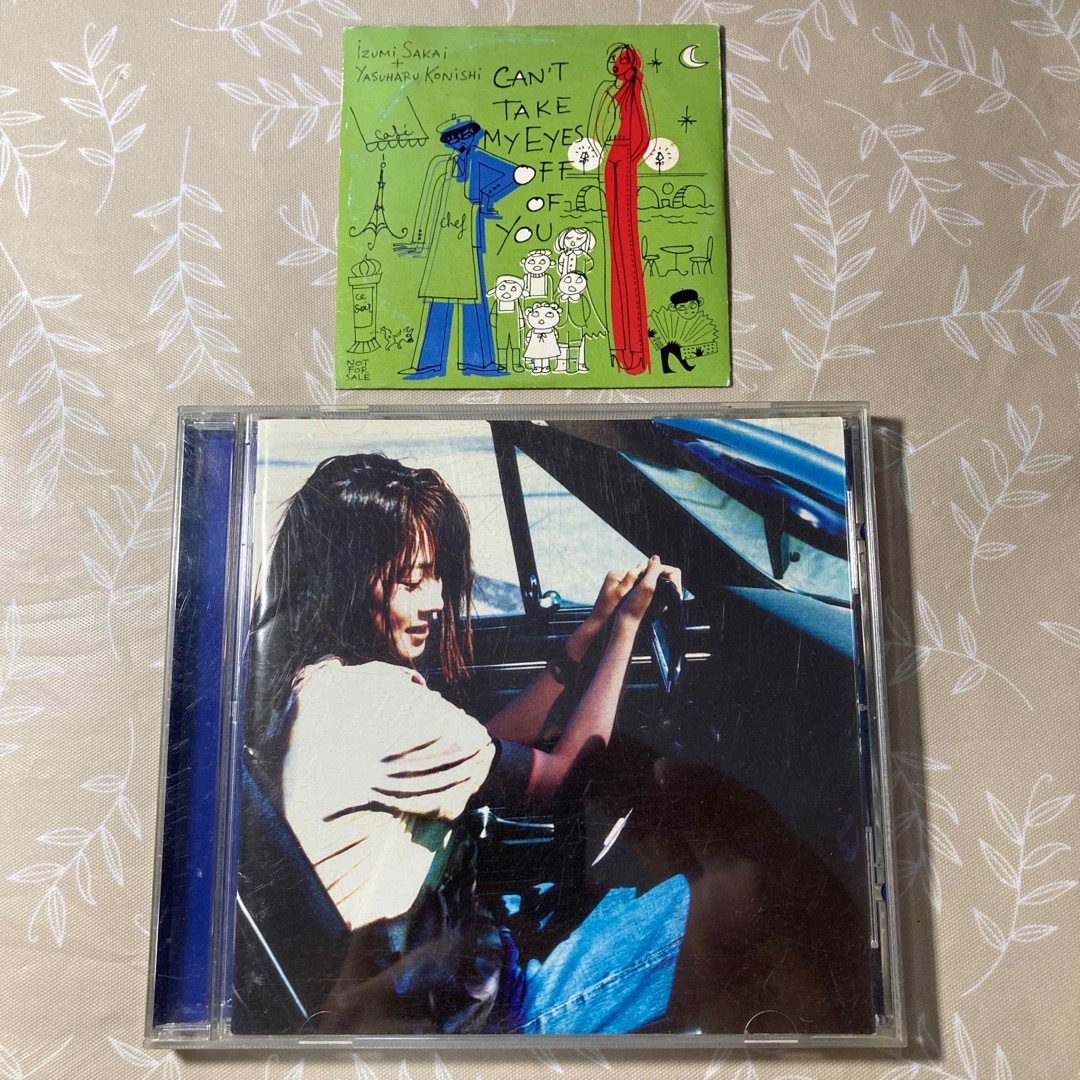 IZUMI SAKAI
+
YASUHARU KONISHI
CAN'T
TAKE
MY EYES
OFF
OF
YOU
café
chef
ce
soir
NOT
FOR
SALE